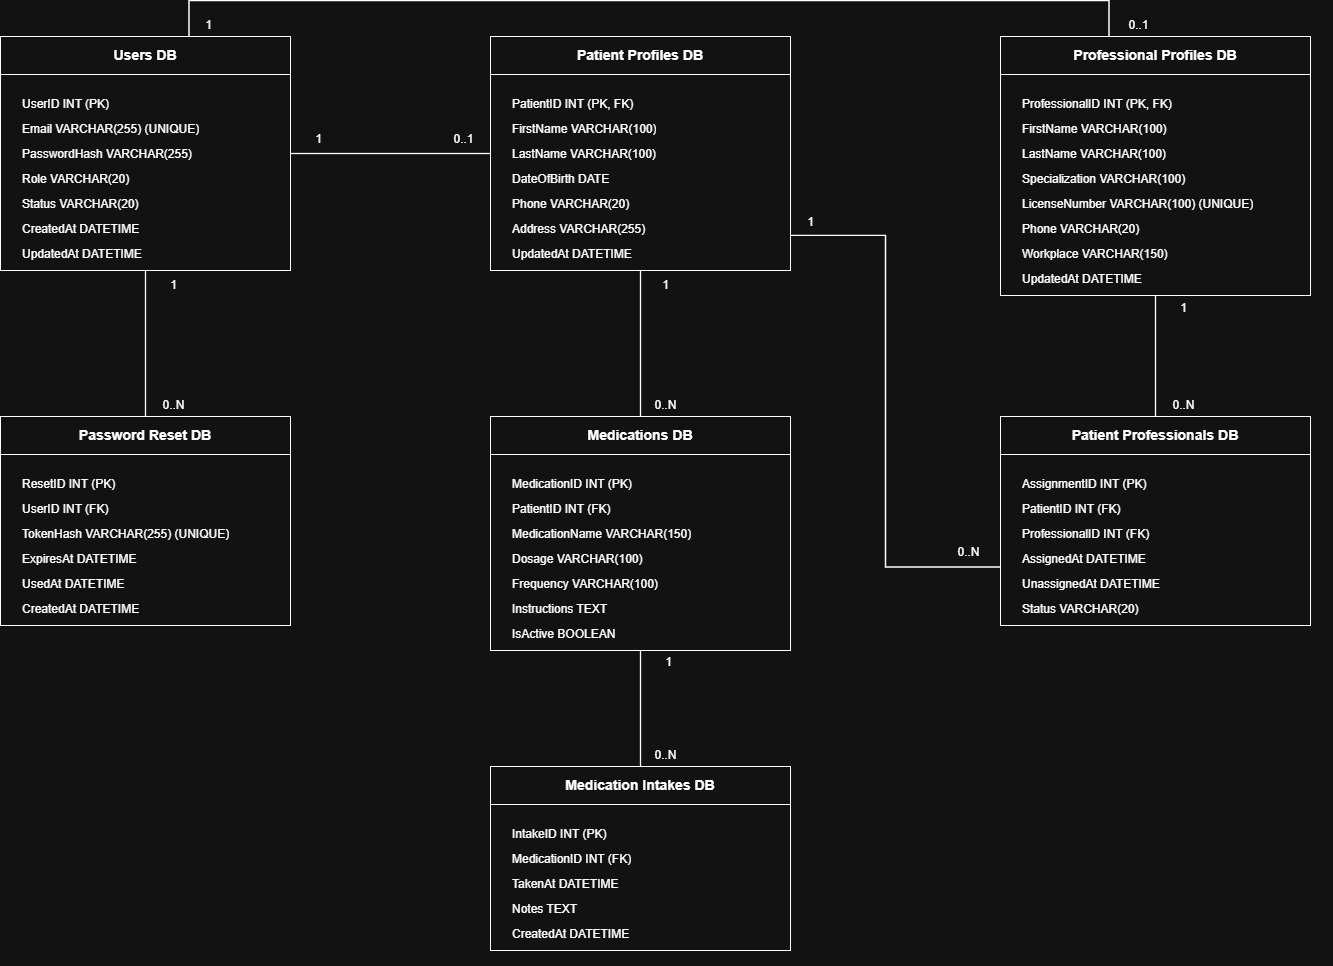 1
0..1
Users DB
UserID INT (PK)
Email VARCHAR(255) (UNIQUE)
PasswordHash VARCHAR(255)
Role VARCHAR(20)
Status VARCHAR(20)
CreatedAt DATETIME
UpdatedAt DATETIME
1
0..1
Patient Profiles DB
PatientID INT (PK, FK)
FirstName VARCHAR(100)
LastName VARCHAR(100)
DateOfBirth DATE
Phone VARCHAR(20)
Address VARCHAR(255)
UpdatedAt DATETIME
1
Professional Profiles DB
ProfessionalID INT (PK, FK)
FirstName VARCHAR(100)
LastName VARCHAR(100)
Specialization VARCHAR(100)
LicenseNumber VARCHAR(100) (UNIQUE)
Phone VARCHAR(20)
Workplace VARCHAR(150)
UpdatedAt DATETIME
1
1
1
0..N
0..N
0..N
Password Reset DB
ResetID INT (PK)
UserID INT (FK)
TokenHash VARCHAR(255) (UNIQUE)
ExpiresAt DATETIME
UsedAt DATETIME
CreatedAt DATETIME
Medications DB
MedicationID INT (PK)
PatientID INT (FK)
MedicationName VARCHAR(150)
Dosage VARCHAR(100)
Frequency VARCHAR(100)
Instructions TEXT
IsActive BOOLEAN
0..N
Patient Professionals DB
AssignmentID INT (PK)
PatientID INT (FK)
ProfessionalID INT (FK)
AssignedAt DATETIME
UnassignedAt DATETIME
Status VARCHAR(20)
1
0..N
Medication Intakes DB
IntakeID INT (PK)
MedicationID INT (FK)
TakenAt DATETIME
Notes TEXT
CreatedAt DATETIME